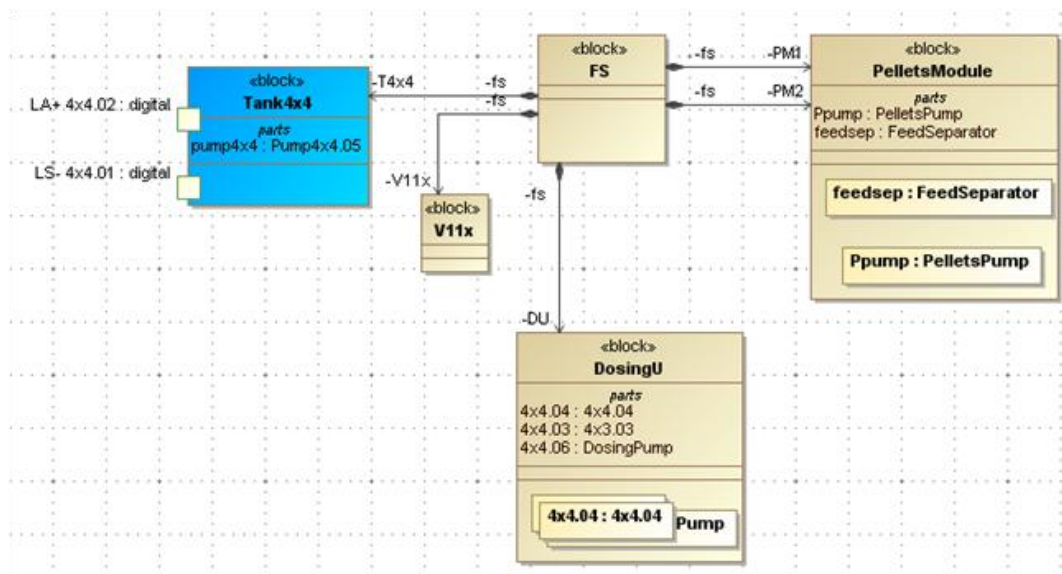 «block»
Tank4x4
parts
pump4x4 : Pump4x4.05
LA+ 4x4.02 : digital
LS- 4x4.01 : digital
-T4x4
-fs
-fs
-V11x
«block»
V11x
«block»
FS
-fs
-PM1
-fs
-PM2
-fs
-DU
«block»
PelletsModule
parts
Ppump : PelletsPump
feedsep : FeedSeparator
feedsep : FeedSeparator
Ppump : PelletsPump
«block»
DosingU
parts
4x4.04 : 4x4.04
4x4.03 : 4x3.03
4x4.06 : DosingPump
4x4.04 : 4x4.04
Pump